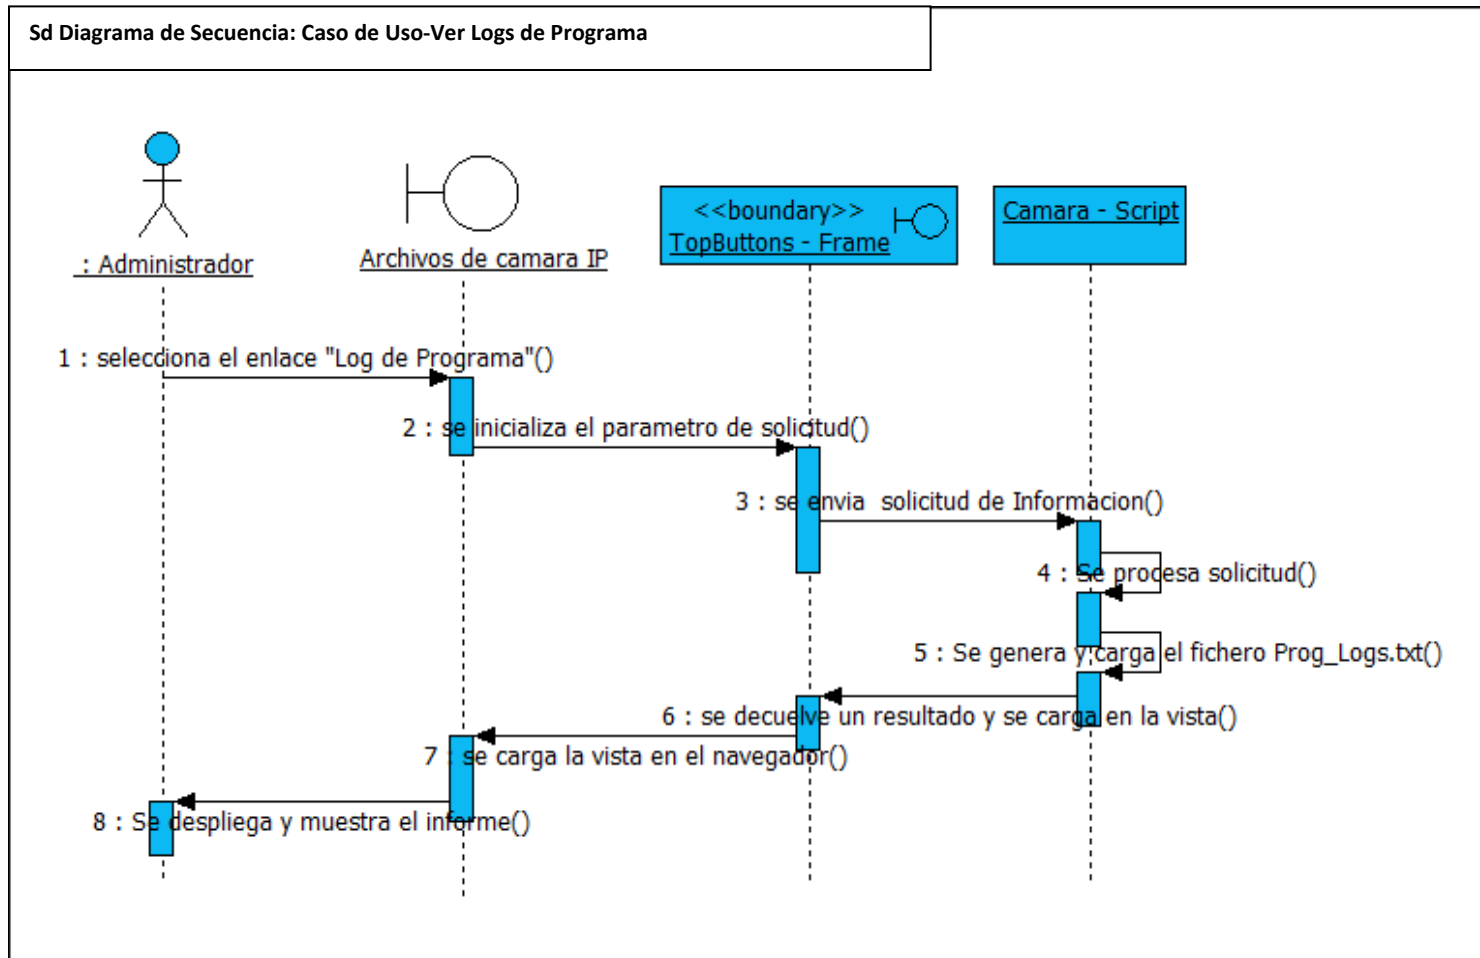 Sd Diagrama de Secuencia: Caso de Uso-Ver Logs de Programa
: Administrador
Archivos de camara IP
<<boundary>>
TopButtons - Frame
Camara - Script
1 : selecciona el enlace "Log de Programa"()
2 : se inicializa el parametro de solicitud()
3 : se envia  solicitud de Informacion()
4 : Se procesa solicitud()
5 : Se genera y carga el fichero Prog_Logs.txt()
6 : se decuelve un resultado y se carga en la vista()
7 : se carga la vista en el navegador()
8 : Se despliega y muestra el informe()